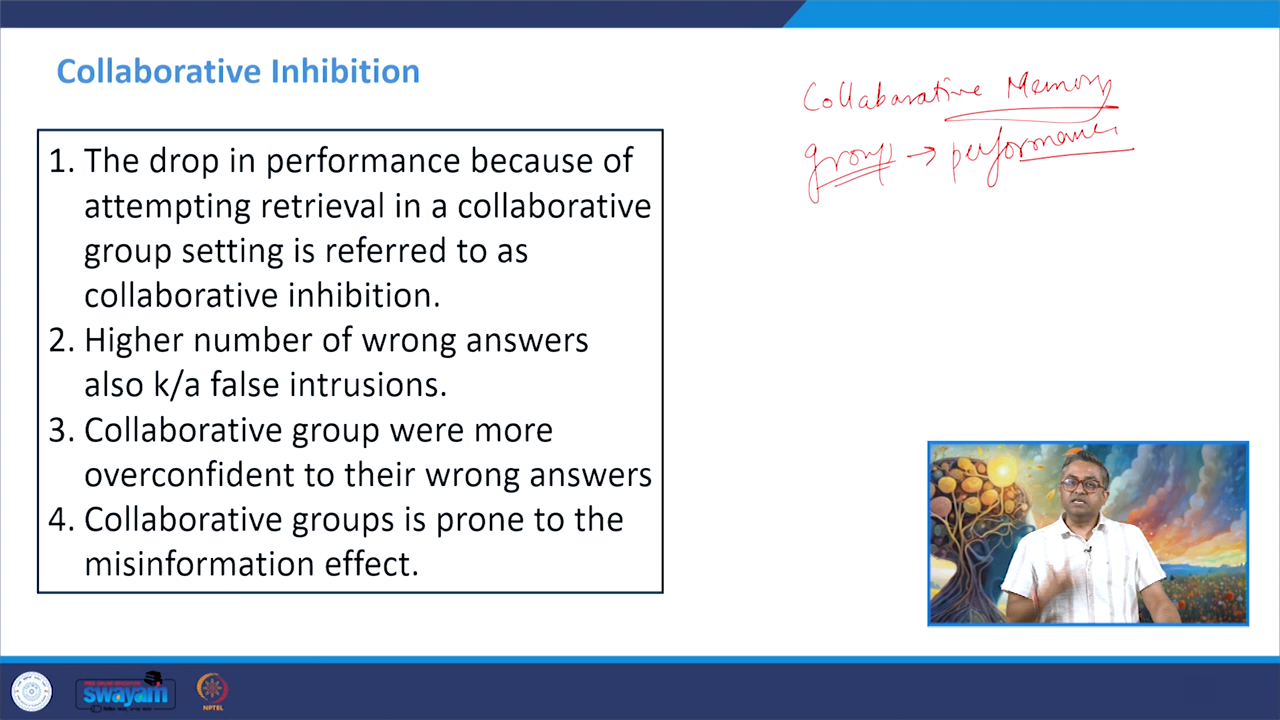 Collaborative Inhibition
Collabarative Memory
group → performance
1. The drop in performance because of
attempting retrieval in a collaborative
group setting is referred to as
collaborative inhibition.
2. Higher number of wrong answers
also k/a false intrusions.
3. Collaborative group were more
overconfident to their wrong answers
4. Collaborative groups is prone to the
misinformation effect.
swayam
NPTEL